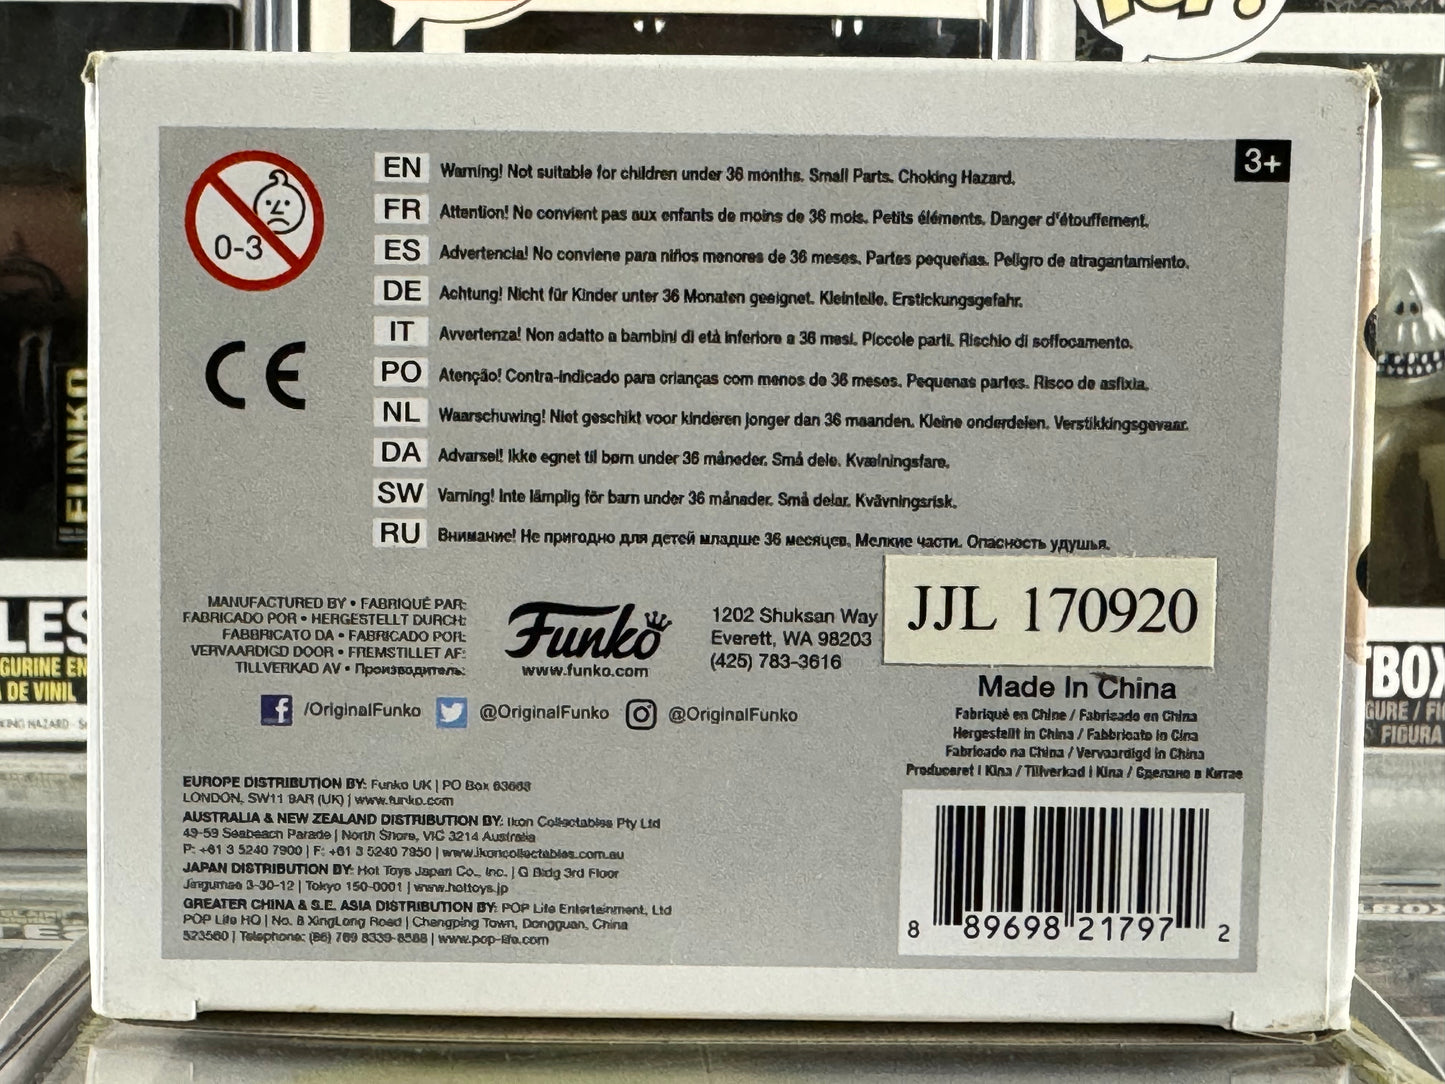 0-3
3+
EN Warning! Not suitable for children under 36 months. Small Parts. Choking Hazard.
FR Attention! Ne convient pas aux enfants de moins de 36 mois. Petits éléments. Danger d'étouffement.
ES Advertencia! No conviene para niños menores de 36 meses. Partes pequeñas. Peligro de atragantamiento.
DE Achtung! Nicht für Kinder unter 36 Monaten geeignet. Kleinteile. Erstickungsgefahr.
IT Avvertenza! Non adatto a bambini di età inferiore a 36 mesi. Piccole parti. Rischio di soffocamento.
PO Atenção! Contra-indicado para crianças com menos de 36 meses. Pequenas partes. Risco de asfixia.
NL Waarschuwing! Niet geschikt voor kinderen jonger dan 36 maanden. Kleine onderdelen. Verstikkingsgevaar.
DA Advarsel! Ikke egnet til børn under 36 måneder. Små dele. Kvælningsfare.
SW Varning! Inte lämplig för barn under 36 månader. Små delar. Kvävningsrisk.
RU Внимание! Не пригодно для детей младше 36 месяцев. Мелкие части. Опасность удушья.
CE
MANUFACTURED BY • FABRIQUÉ PAR:
FABRICADO POR • HERGESTELLT DURCH:
FABBRICATO DA • FABRICADO POR:
VERVAARDIGD DOOR • FREMSTILLET AF:
TILLVERKAD AV • Производитель:
Funko
www.funko.com
1202 Shuksan Way
Everett, WA 98203
(425) 783-3616
JJL 170920
/OriginalFunko @OriginalFunko @OriginalFunko
Made In China
Fabriqué en Chine / Fabricado en China
Hergestellt in China / Fabbricato in Cina
Fabricado na China / Vervaardigd in China
Produceret i Kina / Tillverkad i Kina / Сделано в Китае
EUROPE DISTRIBUTION BY: Funko UK | PO Box 63668
LONDON, SW11 9AR (UK) | www.funko.com
AUSTRALIA & NEW ZEALAND DISTRIBUTION BY: Ikon Collectables Pty Ltd
49-59 Seabeach Parade | North Shore, VIC 3214 Australia
P: +61 3 5240 7900 | F: +61 3 5240 7950 | www.ikoncollectables.com.au
JAPAN DISTRIBUTION BY: Hot Toys Japan Co., Inc. | G Bldg 3rd Floor
Jingumae 3-30-12 | Tokyo 150-0001 | www.hottoys.jp
GREATER CHINA & S.E. ASIA DISTRIBUTION BY: POP Life Entertainment, Ltd
POP Life HQ | No. 8 XingLong Road | Changping Town, Dongguan, China
523560 | Telephone: (86) 769 8339-8588 | www.pop-life.com
8 89698 21797 2
FUNKO
LES
GURINE EN
DE VINIL
BOX
GURE / FI
FIGURA